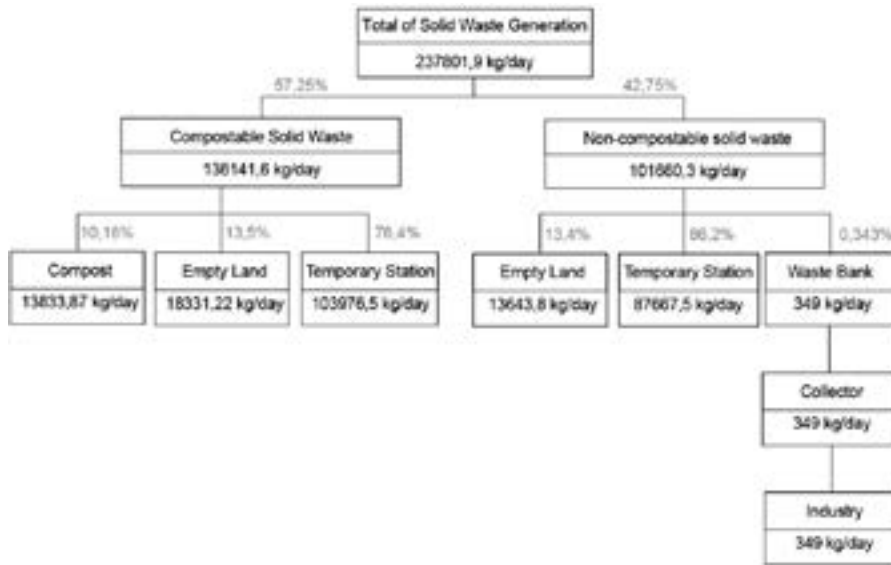 Total of Solid Waste Generation
237801,9 kg/day
57,25%
42,75%
Compostable Solid Waste
136141,6 kg/day
Non-compostable solid waste
101660,3 kg/day
10,16%
13,5%
76,4%
13,4%
86,2%
0,343%
Compost
13833,87 kg/day
Empty Land
18331,22 kg/day
Temporary Station
103976,5 kg/day
Empty Land
13643,8 kg/day
Temporary Station
87667,5 kg/day
Waste Bank
349 kg/day
Collector
349 kg/day
Industry
349 kg/day